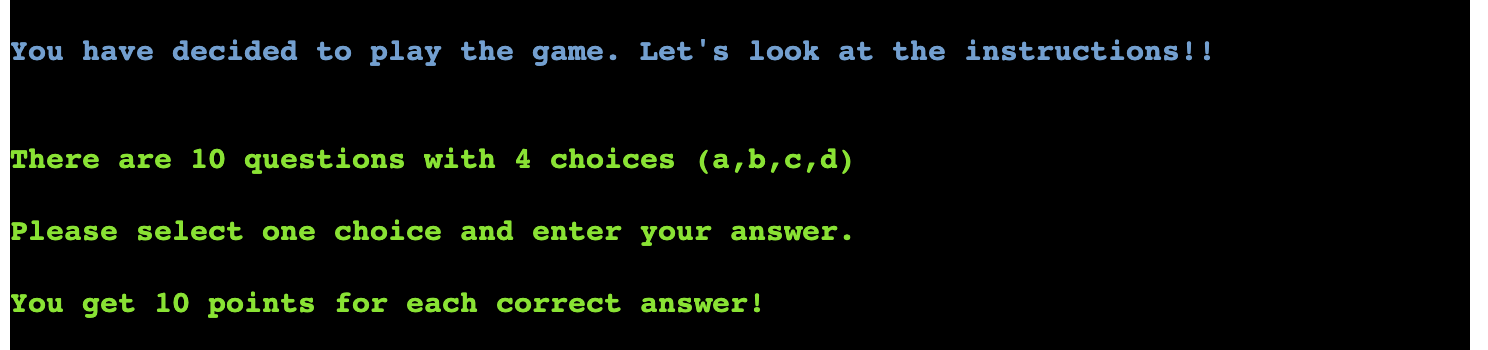 You have decided to play the game. Let's look at the instructions!!
There are 10 questions with 4 choices (a,b,c,d)
Please select one choice and enter your answer.
You get 10 points for each correct answer!